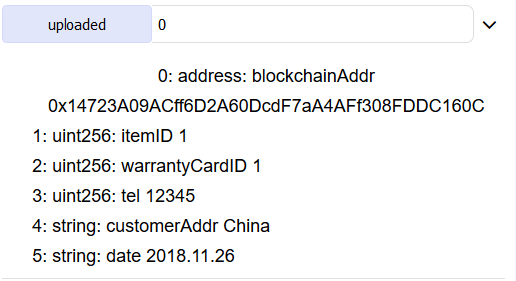 uploaded 0
0: address: blockchainAddr
0x14723A09ACff6D2A60DcdF7aA4AFf308FDDC160C
1: uint256: itemID 1
2: uint256: warrantyCardID 1
3: uint256: tel 12345
4: string: customerAddr China
5: string: date 2018.11.26